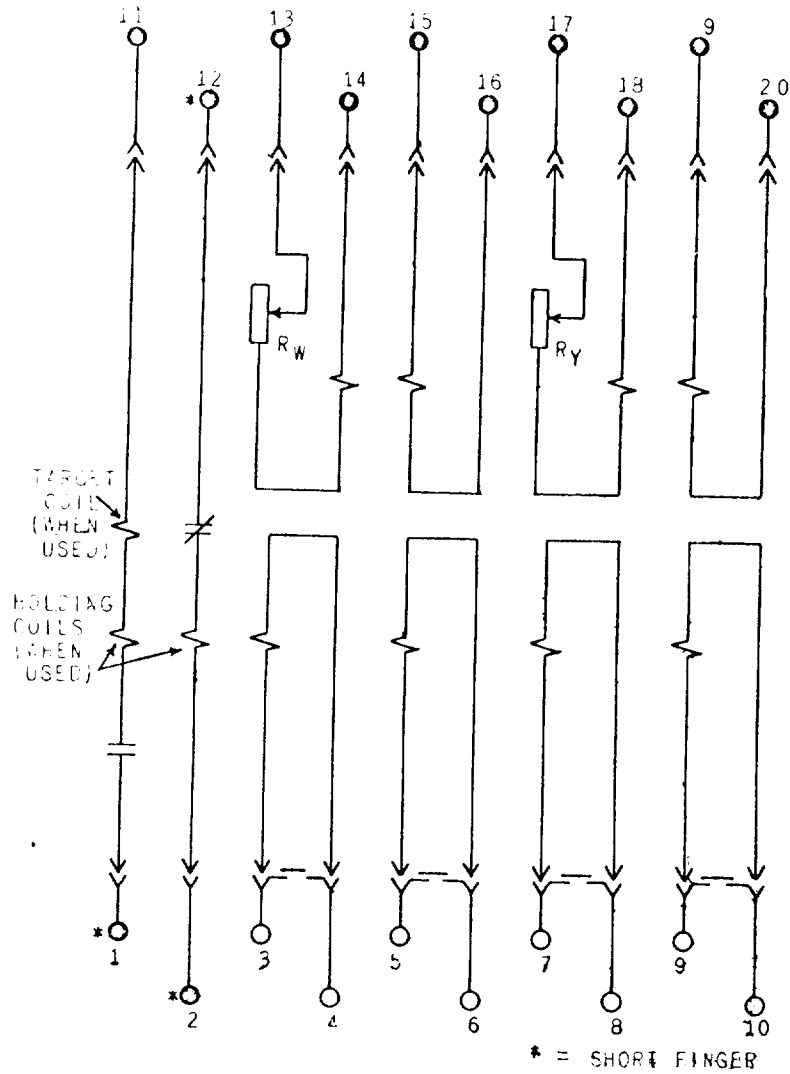 11
13
15
17
9
* 12
14
16
18
20
R W
R Y
TARGET
COIL
(WHEN
USED)
HOLDING
COILS
(WHEN
USED)
* 1
3
5
7
9
* 2
4
6
8
10
* = SHORT FINGER